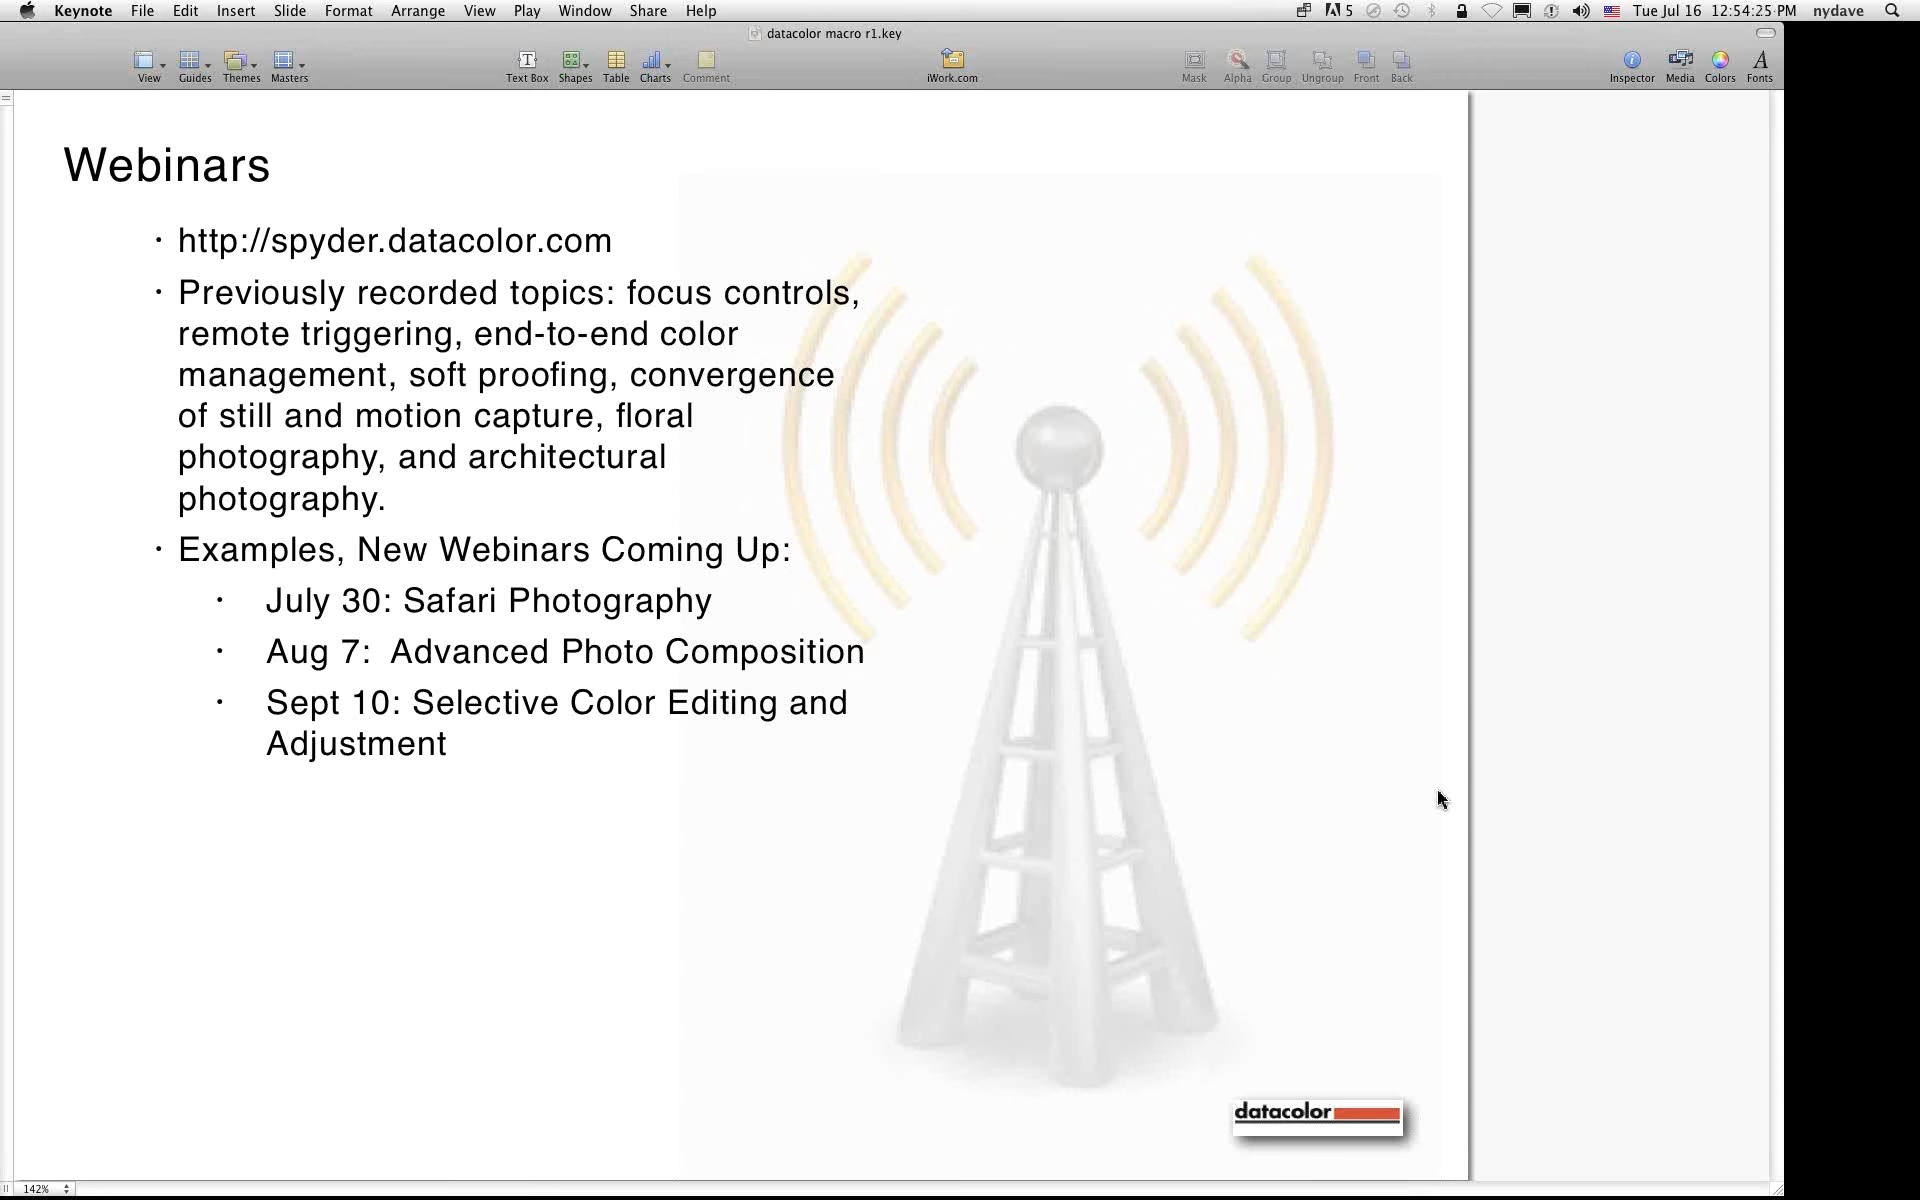 Keynote File Edit Insert Slide Format Arrange View Play Window Share Help 5 Tue Jul 16 12:54:25 PM nydave
datacolor macro r1.key
View Guides Themes Masters Text Box Shapes Table Charts Comment iWork.com Mask Alpha Group Ungroup Front Back Inspector Media Colors Fonts
Webinars
• http://spyder.datacolor.com
• Previously recorded topics: focus controls,
remote triggering, end-to-end color
management, soft proofing, convergence
of still and motion capture, floral
photography, and architectural
photography.
• Examples, New Webinars Coming Up:
• July 30: Safari Photography
• Aug 7: Advanced Photo Composition
• Sept 10: Selective Color Editing and
Adjustment
datacolor
142%